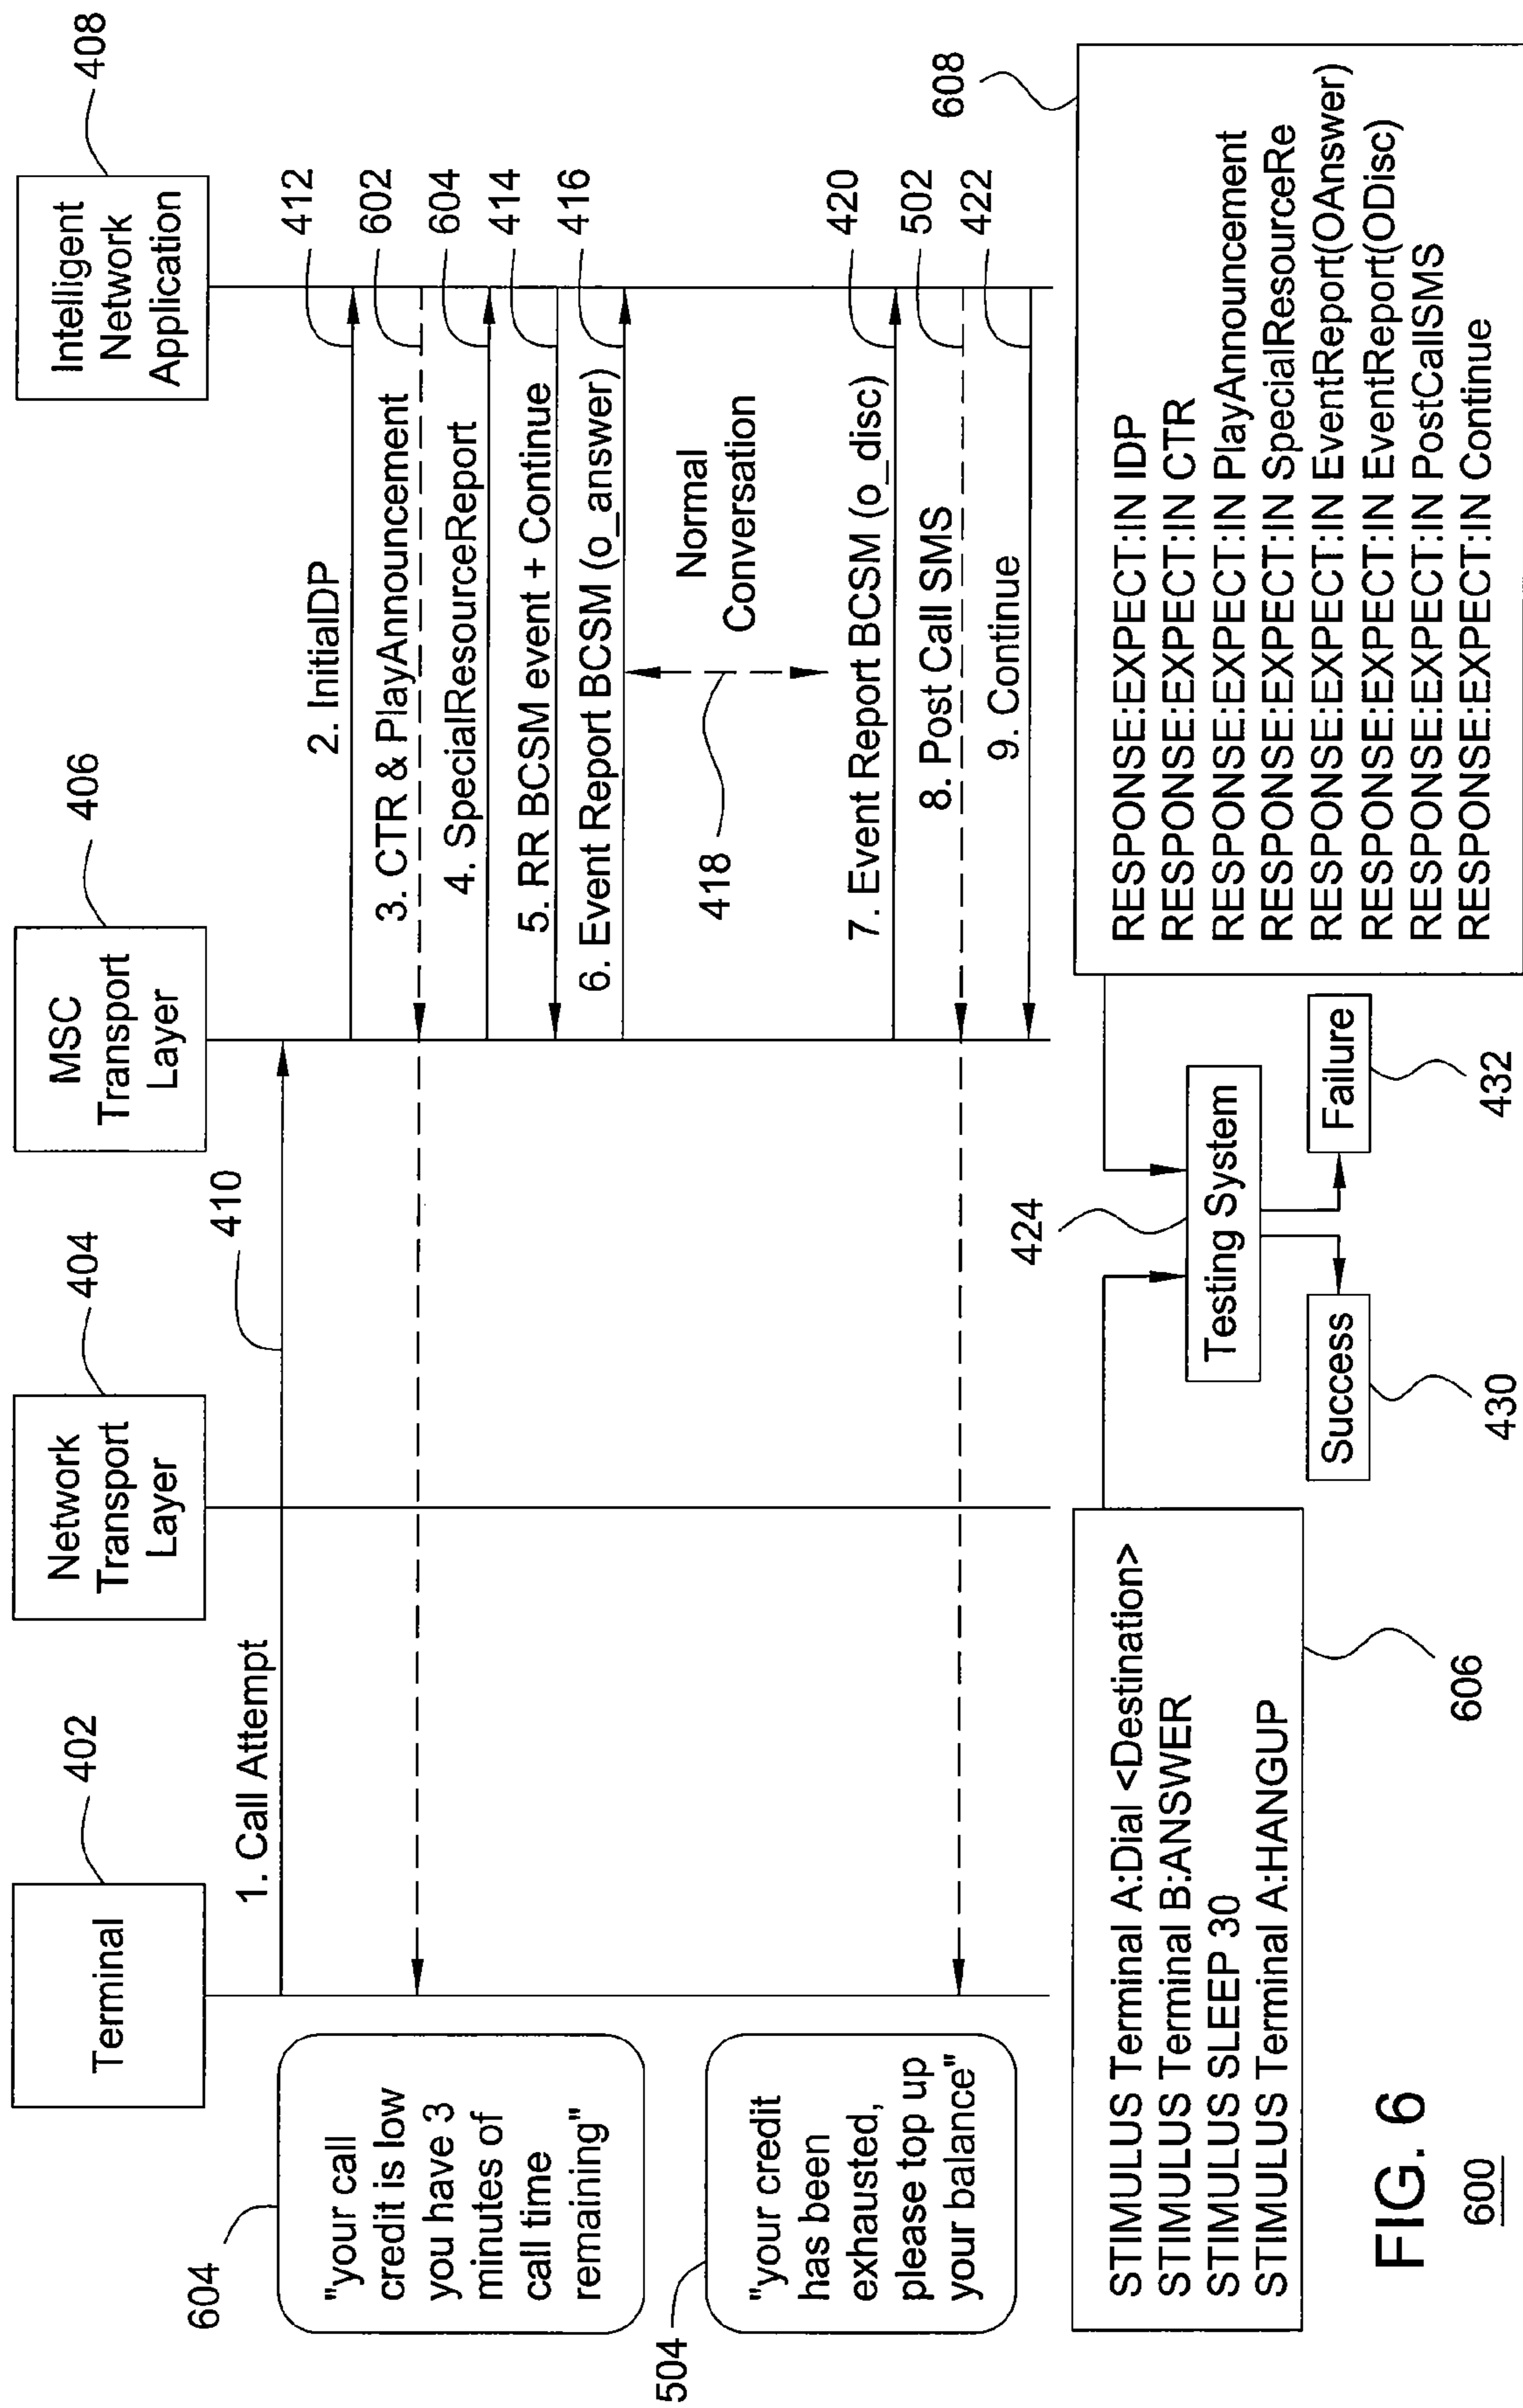 Terminal
402
Network
Transport
Layer
404
MSC
Transport
Layer
406
Intelligent
Network
Application
408
1. Call Attempt
410
2. InitialDP
412
3. CTR & PlayAnnouncement
602
4. SpecialResourceReport
604
5. RR BCSM event + Continue
414
6. Event Report BCSM (o_answer)
416
Normal
Conversation
418
7. Event Report BCSM (o_disc)
420
8. Post Call SMS
502
9. Continue
422
604
"your call
credit is low
you have 3
minutes of
call time
remaining"
504
"your credit
has been
exhausted,
please top up
your balance"
STIMULUS Terminal A:Dial <Destination>
STIMULUS Terminal B:ANSWER
STIMULUS SLEEP 30
STIMULUS Terminal A:HANGUP
606
424
Testing System
Success
430
Failure
432
608
RESPONSE:EXPECT:IN IDP
RESPONSE:EXPECT:IN CTR
RESPONSE:EXPECT:IN PlayAnnouncement
RESPONSE:EXPECT:IN SpecialResourceRe
RESPONSE:EXPECT:IN EventReport(OAnswer)
RESPONSE:EXPECT:IN EventReport(ODisc)
RESPONSE:EXPECT:IN PostCallSMS
RESPONSE:EXPECT:IN Continue
FIG. 6
600